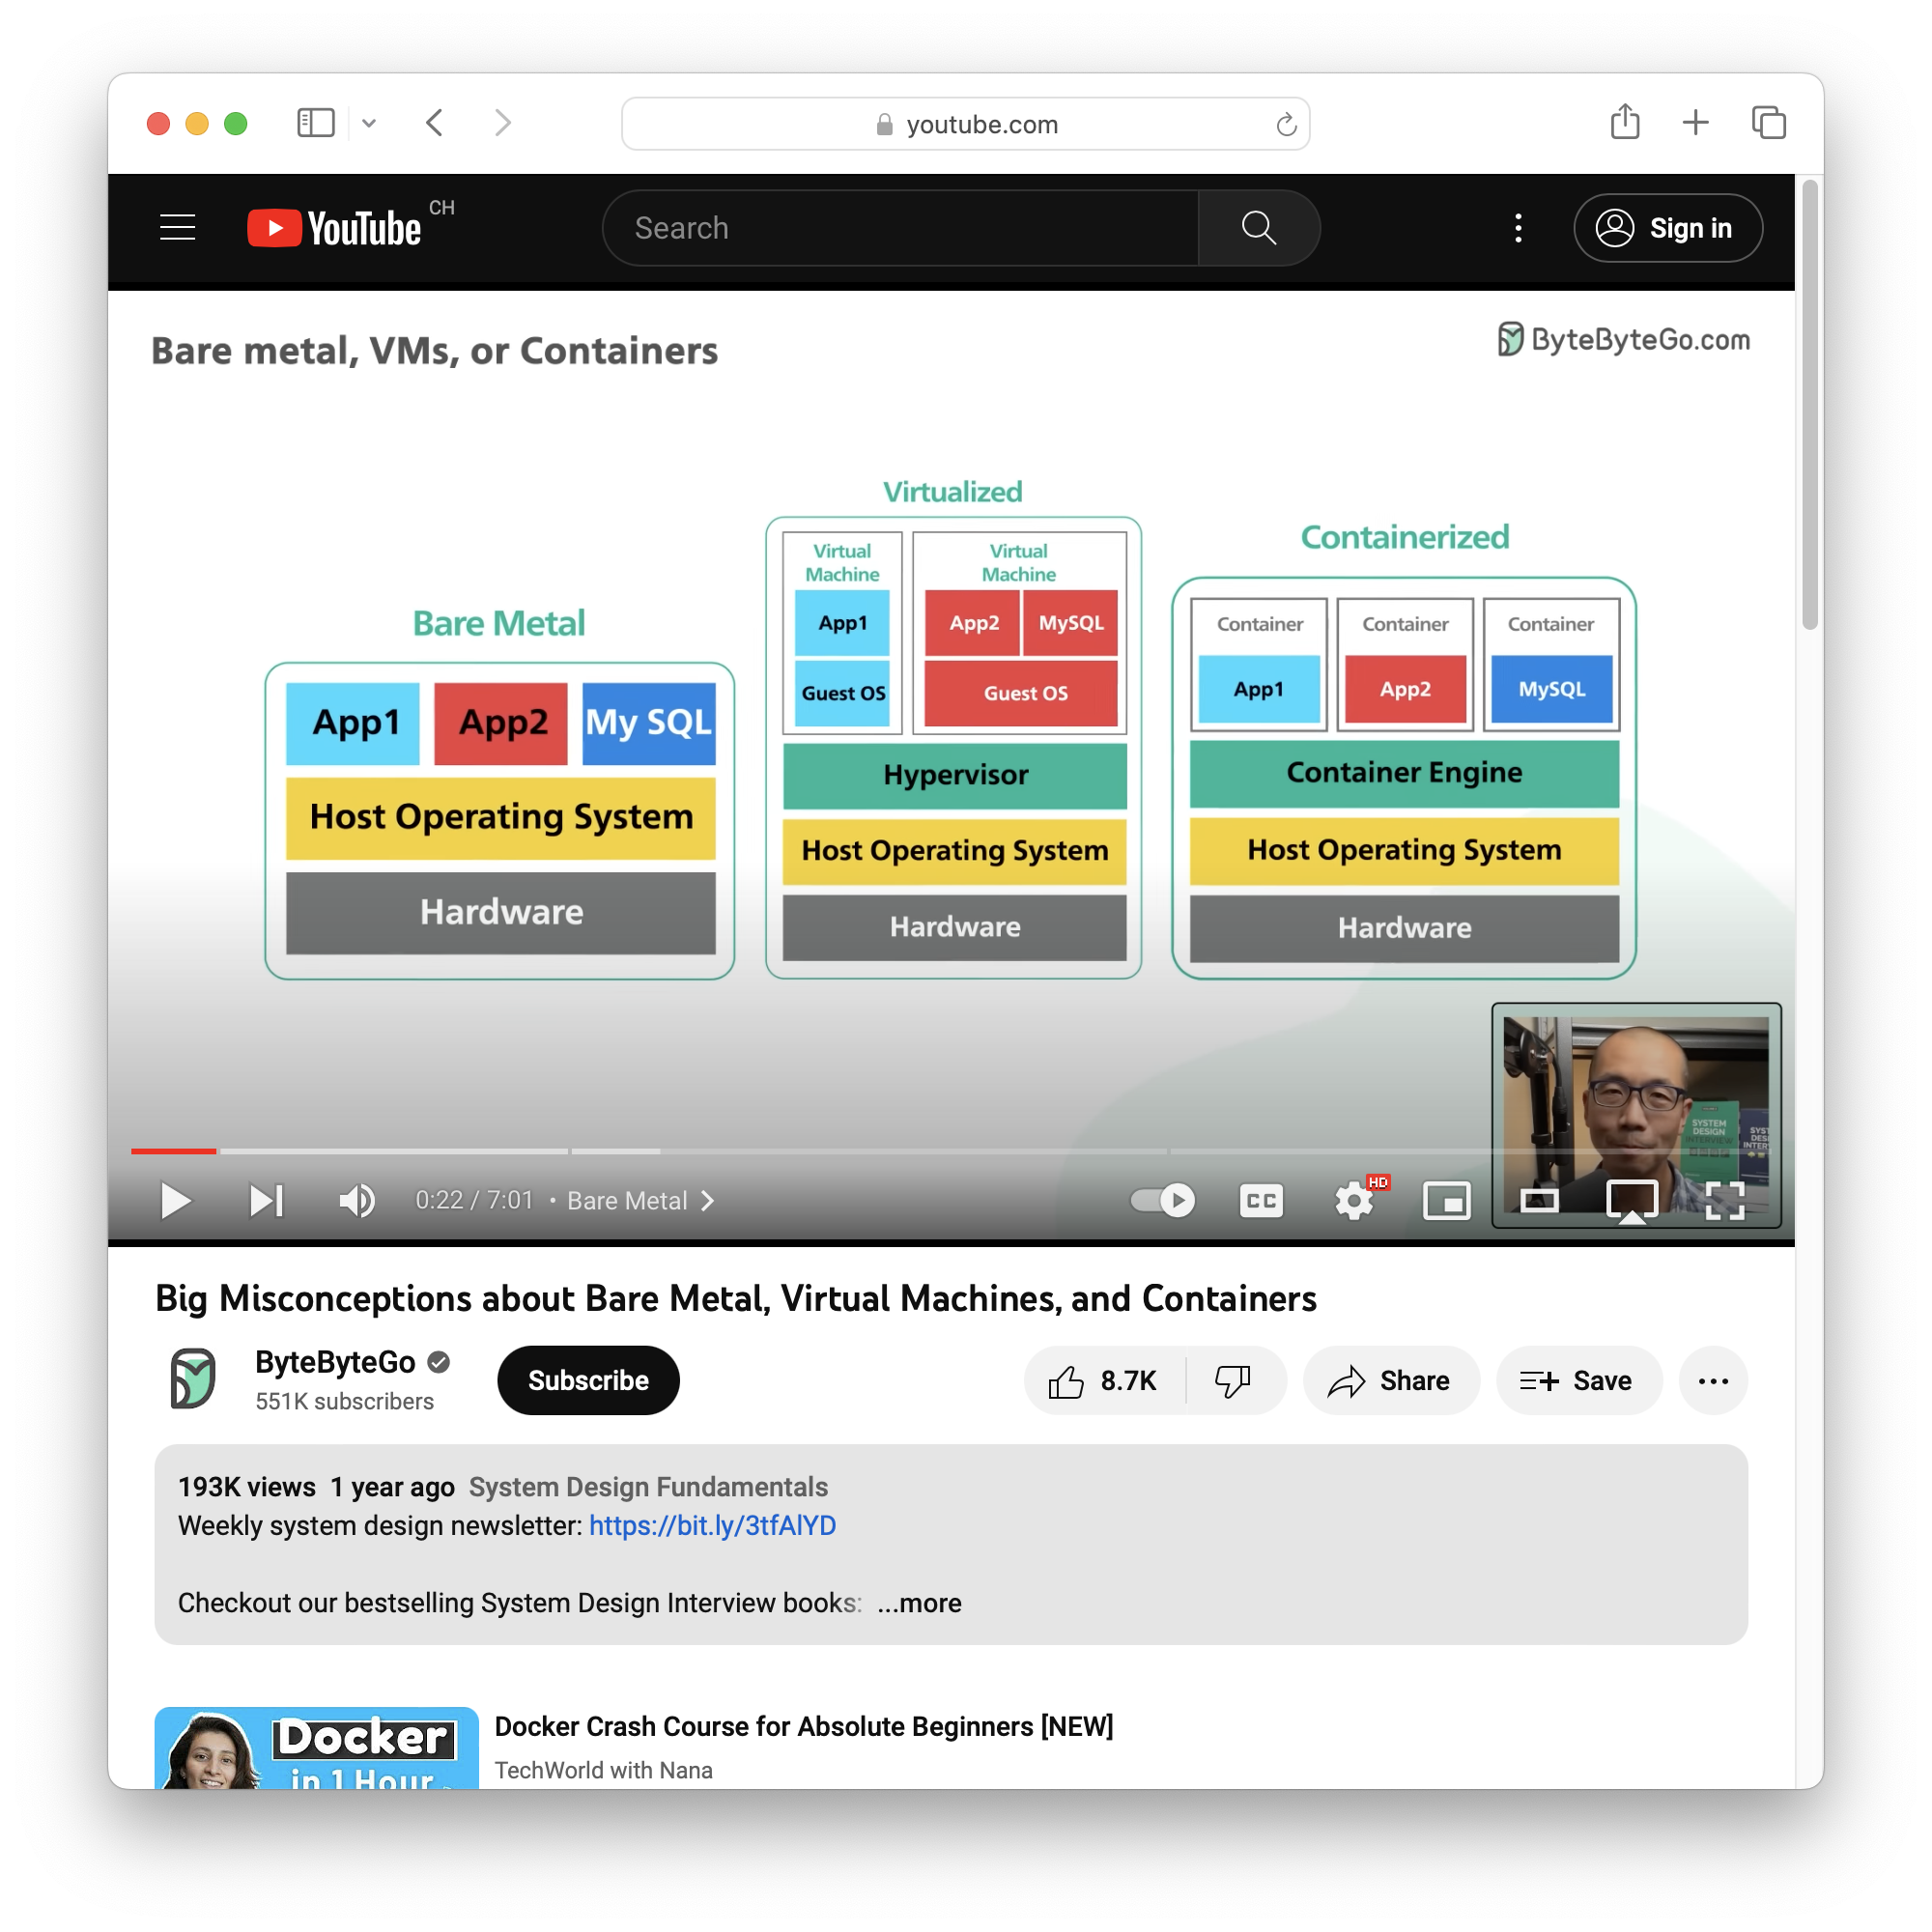 youtube.com
YouTube CH
Search
Sign in
Bare metal, VMs, or Containers
ByteByteGo.com
Bare Metal
App1 App2 My SQL
Host Operating System
Hardware
Virtualized
Virtual
Machine
App1
Guest OS
Virtual
Machine
App2 MySQL
Guest OS
Hypervisor
Host Operating System
Hardware
Containerized
Container Container Container
App1 App2 MySQL
Container Engine
Host Operating System
Hardware
SYSTEM
DESIGN
INTERVIEW
0:22 / 7:01 • Bare Metal
CC
HD
Big Misconceptions about Bare Metal, Virtual Machines, and Containers
ByteByteGo
551K subscribers
Subscribe
8.7K
Share
Save
193K views 1 year ago System Design Fundamentals
Weekly system design newsletter: https://bit.ly/3tfAlYD
Checkout our bestselling System Design Interview books: ...more
Docker
in 1 Hour
Docker Crash Course for Absolute Beginners [NEW]
TechWorld with Nana